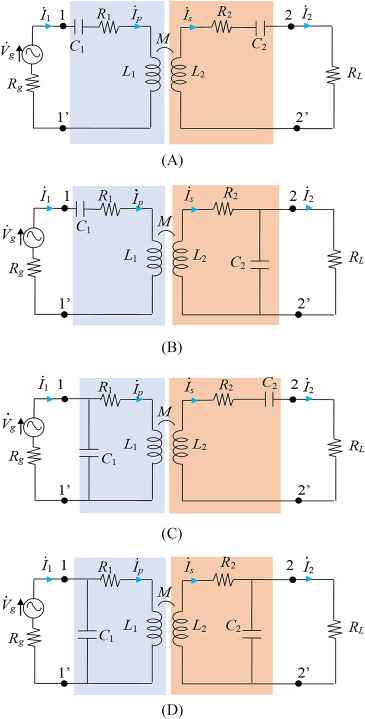 İ₁ 1 C₁ R₁ İₚ M İₛ R₂ C₂ 2 İ₂
V̇g Rg L₁ L₂ RL
1' 2'
(A)
İ₁ 1 C₁ R₁ İₚ M İₛ R₂ 2 İ₂
V̇g Rg L₁ L₂ C₂ RL
1' 2'
(B)
İ₁ 1 R₁ İₚ M İₛ R₂ C₂ 2 İ₂
V̇g Rg C₁ L₁ L₂ RL
1' 2'
(C)
İ₁ 1 R₁ İₚ M İₛ R₂ 2 İ₂
V̇g Rg C₁ L₁ L₂ C₂ RL
1' 2'
(D)